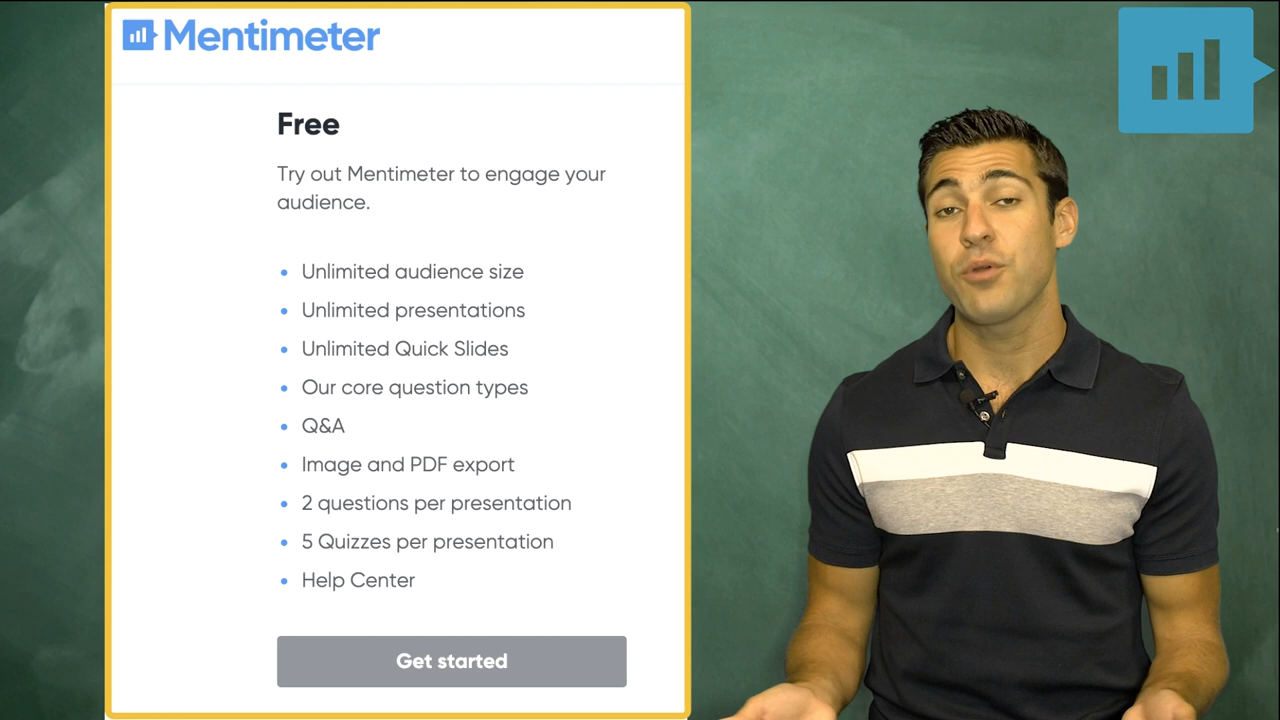 Mentimeter
Free
Try out Mentimeter to engage your
audience.
Unlimited audience size
Unlimited presentations
Unlimited Quick Slides
Our core question types
Q&A
Image and PDF export
2 questions per presentation
5 Quizzes per presentation
Help Center
Get started